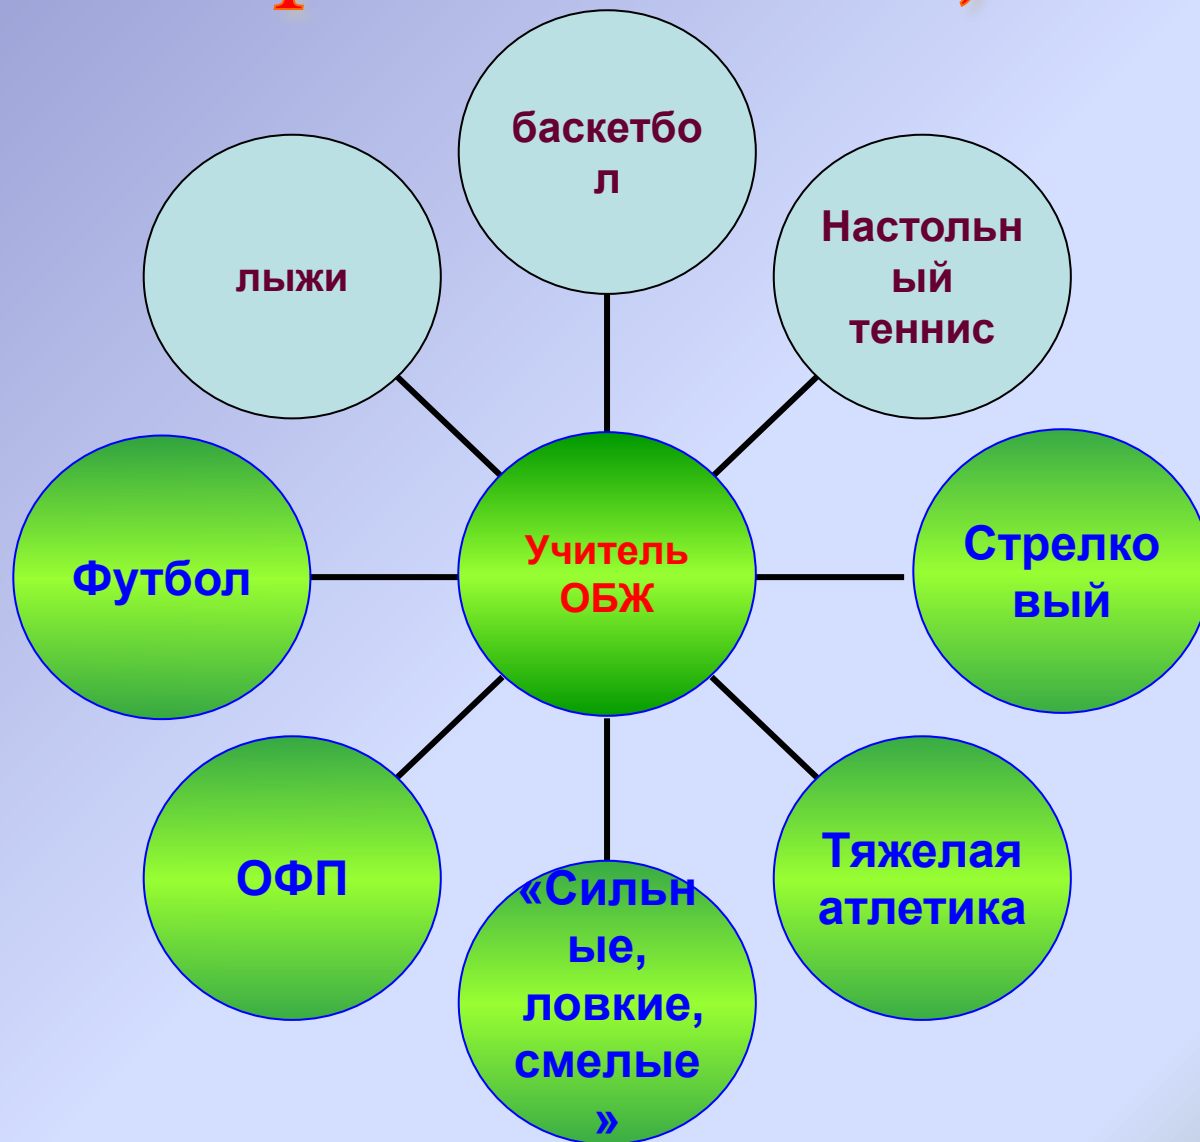 баскетбо
л
лыжи
Настольн
ый
теннис
Футбол
Учитель
ОБЖ
Стрелко
вый
ОФП
«Сильн
ые,
ловкие,
смелые
»
Тяжелая
атлетика